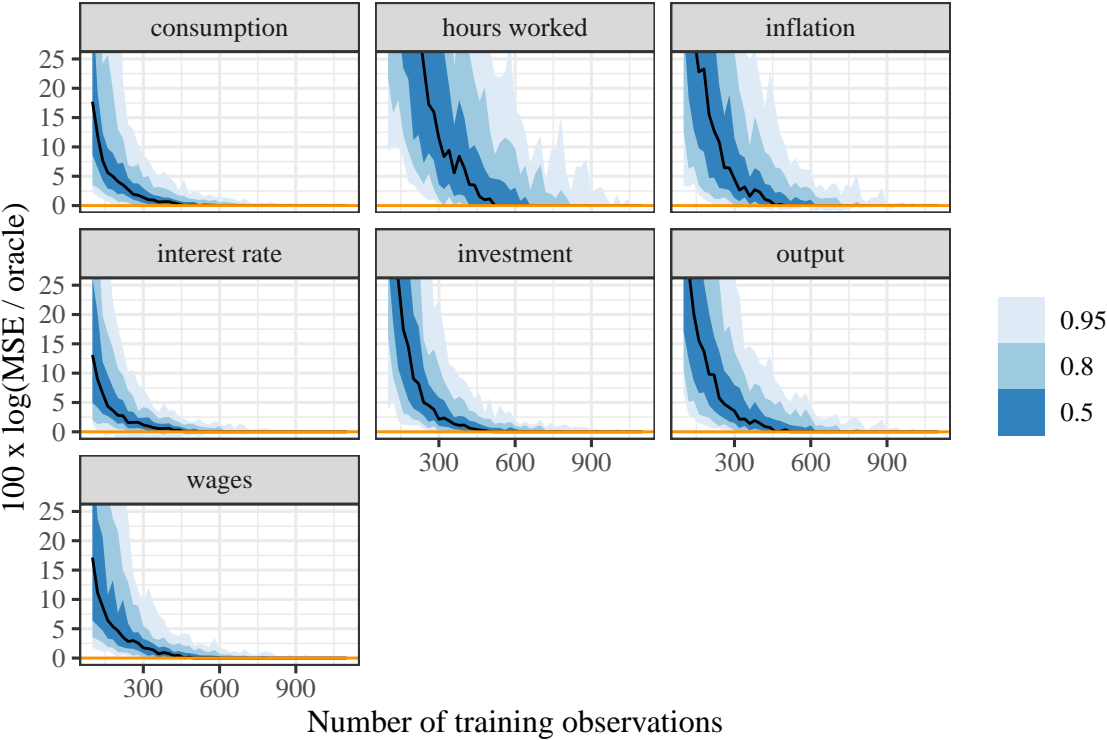 consumption
hours worked
inflation
25
20
15
10
5
0
interest rate
investment
output
25
20
15
10
5
0
300 600 900
300 600 900
wages
25
20
15
10
5
0
300 600 900
100 x log(MSE / oracle)
Number of training observations
0.95
0.8
0.5